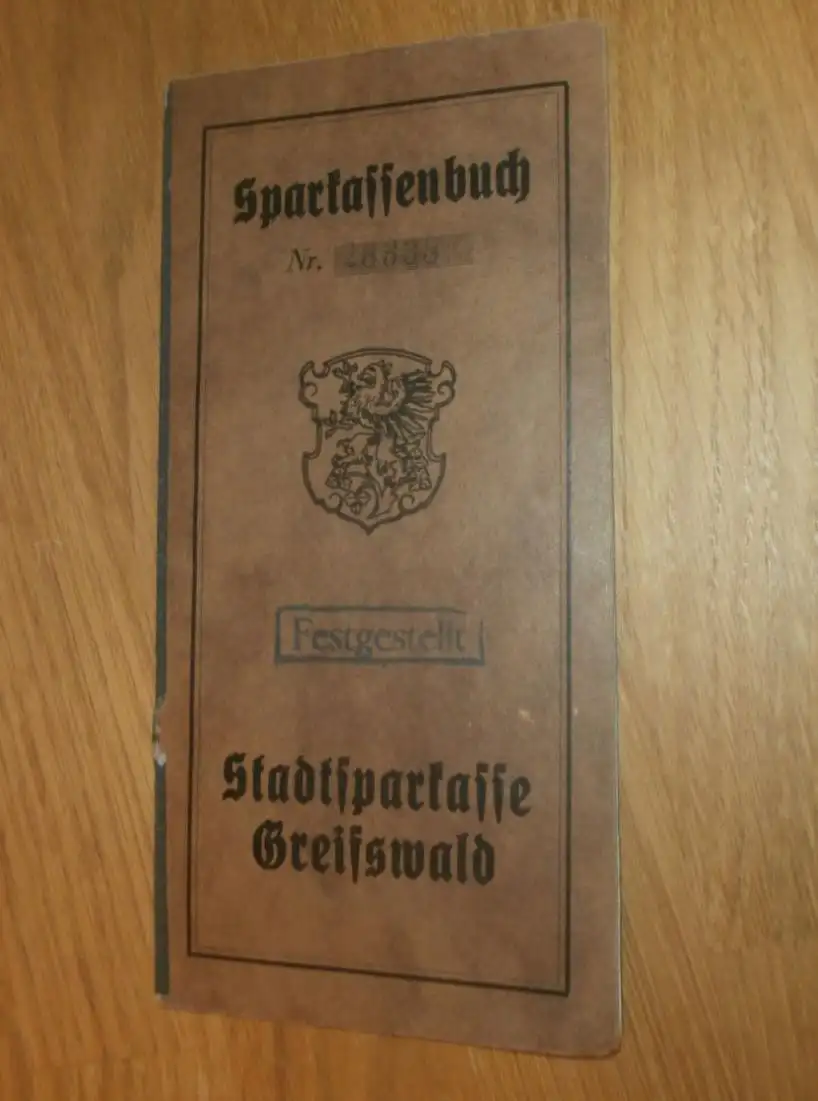 Sparkassenbuch
Nr.
Festgestellt
Stadtsparkasse
Greifswald